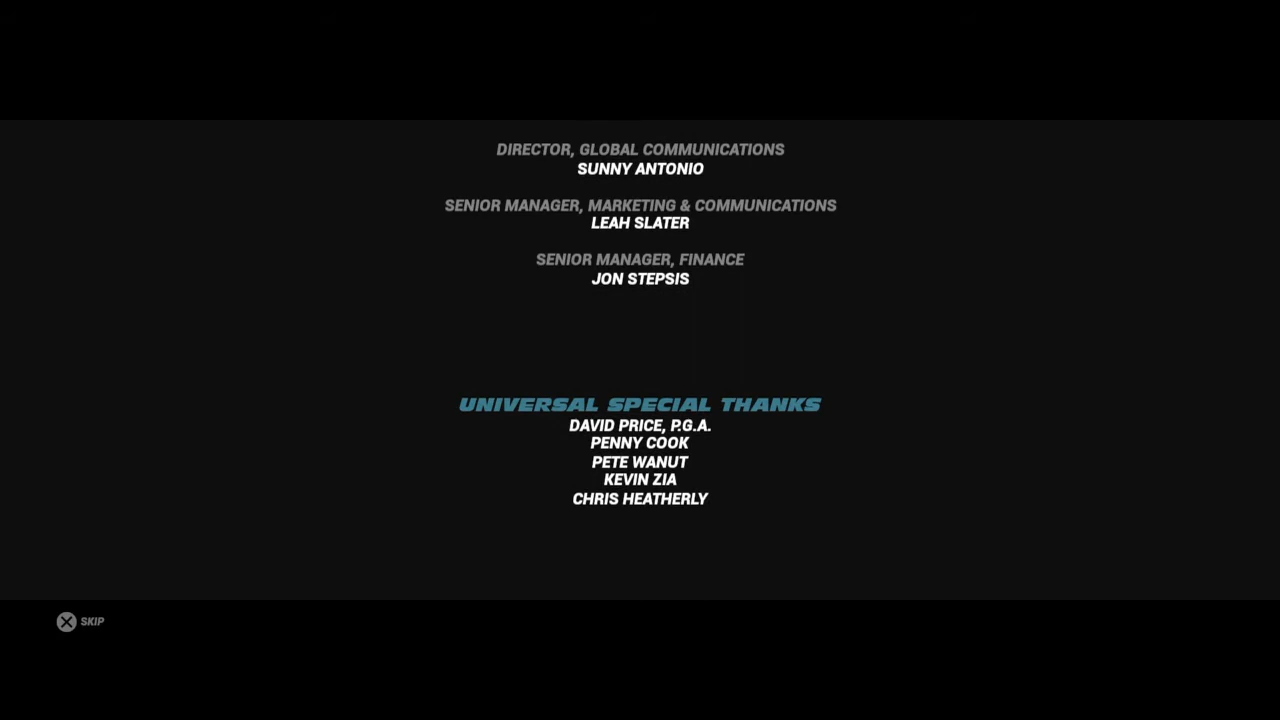 DIRECTOR, GLOBAL COMMUNICATIONS
SUNNY ANTONIO
SENIOR MANAGER, MARKETING & COMMUNICATIONS
LEAH SLATER
SENIOR MANAGER, FINANCE
JON STEPSIS
UNIVERSAL SPECIAL THANKS
DAVID PRICE, P.G.A.
PENNY COOK
PETE WANUT
KEVIN ZIA
CHRIS HEATHERLY
SKIP